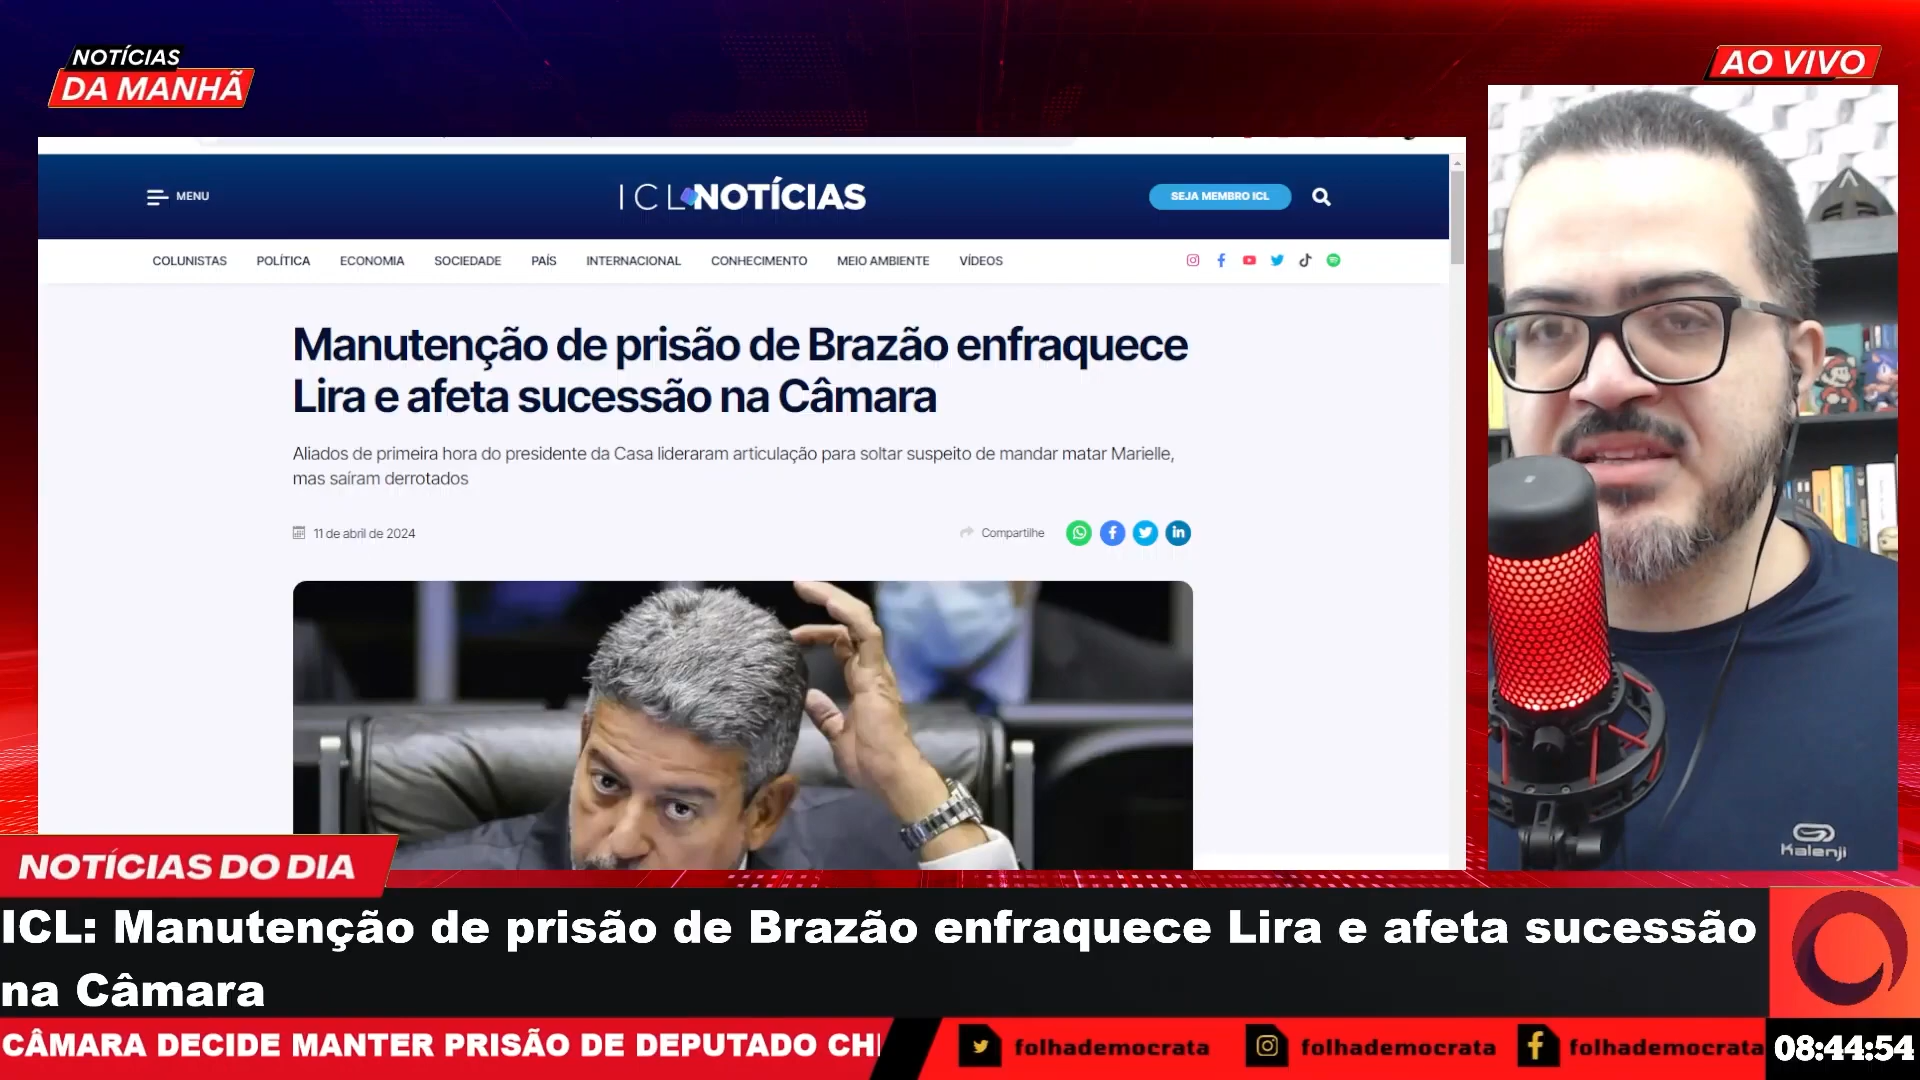 NOTÍCIAS
DA MANHÃ
AO VIVO
MENU
ICL NOTÍCIAS
SEJA MEMBRO ICL
COLUNISTAS POLÍTICA ECONOMIA SOCIEDADE PAÍS INTERNACIONAL CONHECIMENTO MEIO AMBIENTE VÍDEOS
Manutenção de prisão de Brazão enfraquece
Lira e afeta sucessão na Câmara
Aliados de primeira hora do presidente da Casa lideraram articulação para soltar suspeito de mandar matar Marielle,
mas saíram derrotados
11 de abril de 2024
Compartilhe
Kalenji
NOTÍCIAS DO DIA
ICL: Manutenção de prisão de Brazão enfraquece Lira e afeta sucessão
na Câmara
CÂMARA DECIDE MANTER PRISÃO DE DEPUTADO CH
folhademocrata
folhademocrata
folhademocrata
08:44:54